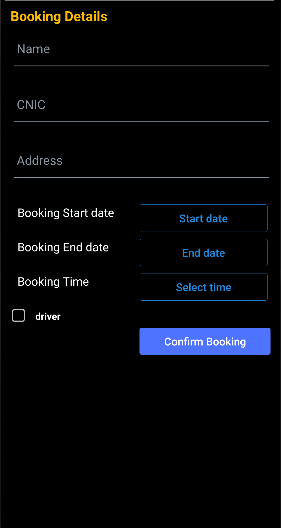 Booking Details
Name
CNIC
Address
Booking Start date
Start date
Booking End date
End date
Booking Time
Select time
driver
Confirm Booking